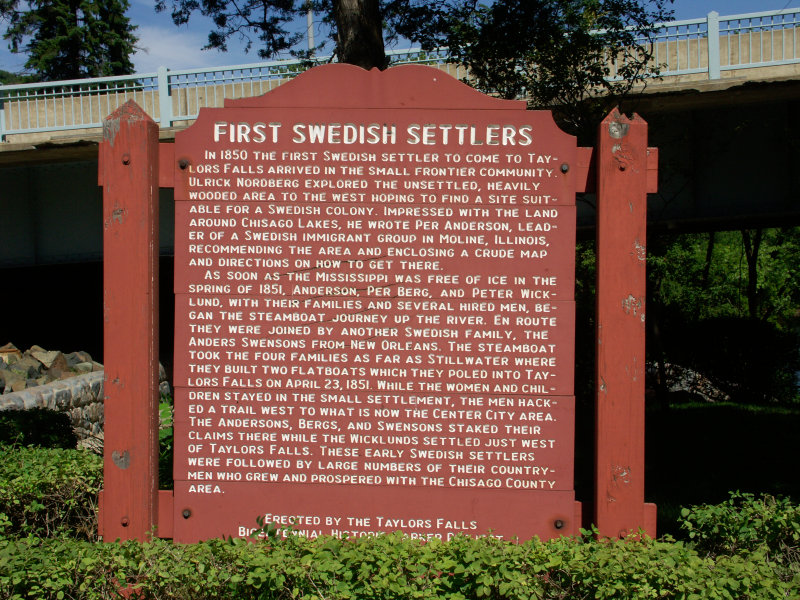 FIRST SWEDISH SETTLERS
IN 1850 THE FIRST SWEDISH SETTLER TO COME TO TAY-
LORS FALLS ARRIVED IN THE SMALL FRONTIER COMMUNITY.
ULRICK NORDBERG EXPLORED THE UNSETTLED, HEAVILY
WOODED AREA TO THE WEST HOPING TO FIND A SITE SUIT-
ABLE FOR A SWEDISH COLONY. IMPRESSED WITH THE LAND
AROUND CHISAGO LAKES, HE WROTE PER ANDERSON, LEAD-
ER OF A SWEDISH IMMIGRANT GROUP IN MOLINE, ILLINOIS,
RECOMMENDING THE AREA AND ENCLOSING A CRUDE MAP
AND DIRECTIONS ON HOW TO GET THERE.
AS SOON AS THE MISSISSIPPI WAS FREE OF ICE IN THE
SPRING OF 1851, ANDERSON, PER BERG, AND PETER WICK-
LUND, WITH THEIR FAMILIES AND SEVERAL HIRED MEN, BE-
GAN THE STEAMBOAT JOURNEY UP THE RIVER. EN ROUTE
THEY WERE JOINED BY ANOTHER SWEDISH FAMILY, THE
ANDERS SWENSONS FROM NEW ORLEANS. THE STEAMBOAT
TOOK THE FOUR FAMILIES AS FAR AS STILLWATER WHERE
THEY BUILT TWO FLATBOATS WHICH THEY POLED INTO TAY-
LORS FALLS ON APRIL 23, 1851. WHILE THE WOMEN AND CHIL-
DREN STAYED IN THE SMALL SETTLEMENT, THE MEN HACK-
ED A TRAIL WEST TO WHAT IS NOW THE CENTER CITY AREA.
THE ANDERSONS, BERGS, AND SWENSONS STAKED THEIR
CLAIMS THERE WHILE THE WICKLUNDS SETTLED JUST WEST
OF TAYLORS FALLS. THESE EARLY SWEDISH SETTLERS
WERE FOLLOWED BY LARGE NUMBERS OF THEIR COUNTRY-
MEN WHO GREW AND PROSPERED WITH THE CHISAGO COUNTY
AREA.
ERECTED BY THE TAYLORS FALLS
BICENTENNIAL HISTORIC MARKER